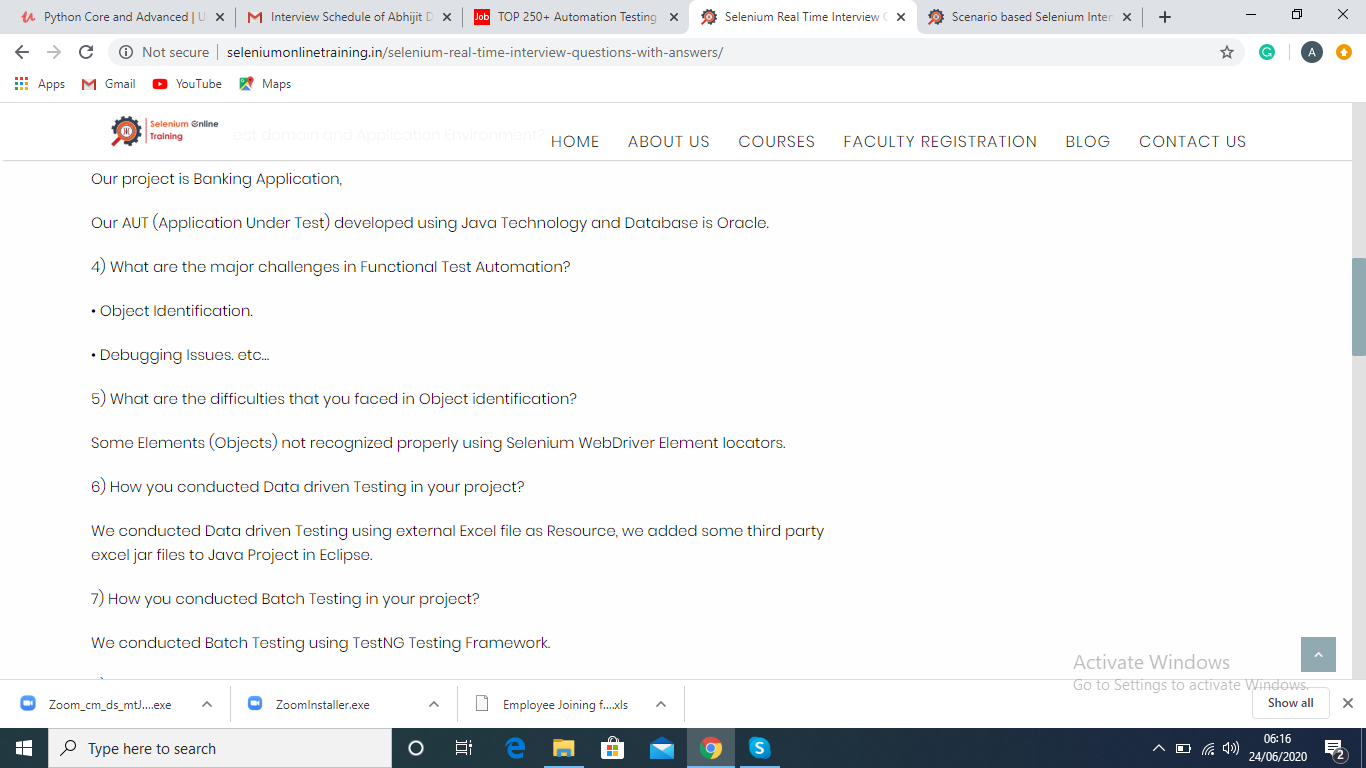 Python Core and Advanced | U
Interview Schedule of Abhijit D
Job
TOP 250+ Automation Testing
Selenium Real Time Interview
Scenario based Selenium Inter
Not secure
seleniumonlinetraining.in/selenium-real-time-interview-questions-with-answers/
A
Apps
Gmail
YouTube
Maps
Selenium Online
Training
est domain and Application Environment?
HOME
ABOUT US
COURSES
FACULTY REGISTRATION
BLOG
CONTACT US
Our project is Banking Application,
Our AUT (Application Under Test) developed using Java Technology and Database is Oracle.
4) What are the major challenges in Functional Test Automation?
• Object Identification.
• Debugging Issues. etc...
5) What are the difficulties that you faced in Object identification?
Some Elements (Objects) not recognized properly using Selenium WebDriver Element locators.
6) How you conducted Data driven Testing in your project?
We conducted Data driven Testing using external Excel file as Resource, we added some third party
excel jar files to Java Project in Eclipse.
7) How you conducted Batch Testing in your project?
We conducted Batch Testing using TestNG Testing Framework.
Activate Windows
Go to Settings to activate Windows.
Zoom_cm_ds_mtJ....exe
ZoomInstaller.exe
Employee Joining f....xls
Show all
Type here to search
06:16
24/06/2020
2